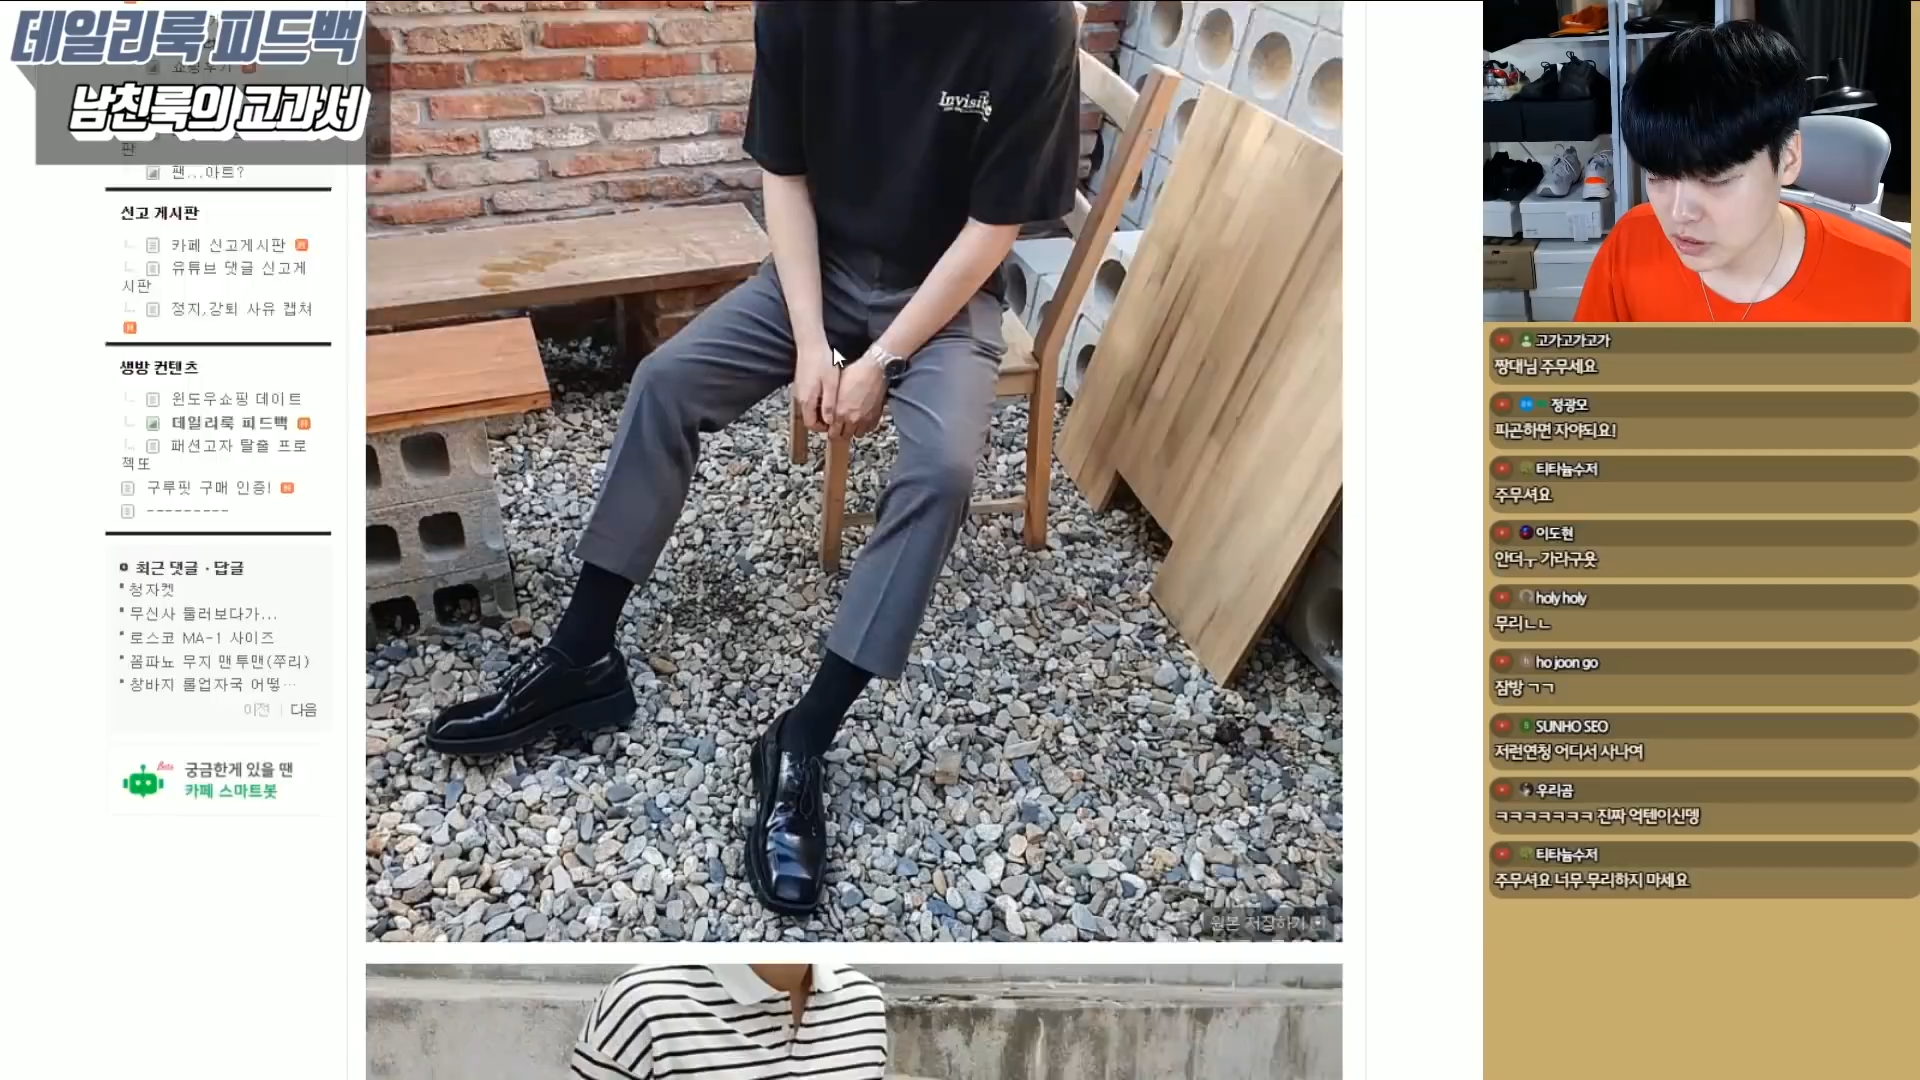 데일리룩 피드백
남친룩의 교과서
판
팬...아트?
신고 게시판
카페 신고게시판
유튜브 댓글 신고게
시판
정지,강퇴 사유 캡쳐
생방 컨텐츠
윈도우쇼핑 데이트
데일리룩 피드백
패션고자 탈출 프로
젝또
구루핏 구매 인증!
---------
최근 댓글 · 답글
청자켓
무신사 둘러보다가...
로스코 MA-1 사이즈
꼼파뇨 무지 맨투맨(쭈리)
창바지 롤업자국 어떻…
이전 | 다음
Beta
궁금한게 있을 땐
카페 스마트봇
원본 저장하기
고가고가고가
짱대님 주무세요
정광모
피곤하면 자야되요!
티타늄수저
주무셔요
이도현
안더ㅜ 가라구욧
holy holy
무리ㄴㄴ
ho joon go
잠방 ㄱㄱ
SUNHO SEO
저런연청 어디서 사나여
우리곰
ㅋㅋㅋㅋㅋㅋㅋ 진짜 억텐이신뎅
티타늄수저
주무셔요 너무 무리하지 마세요